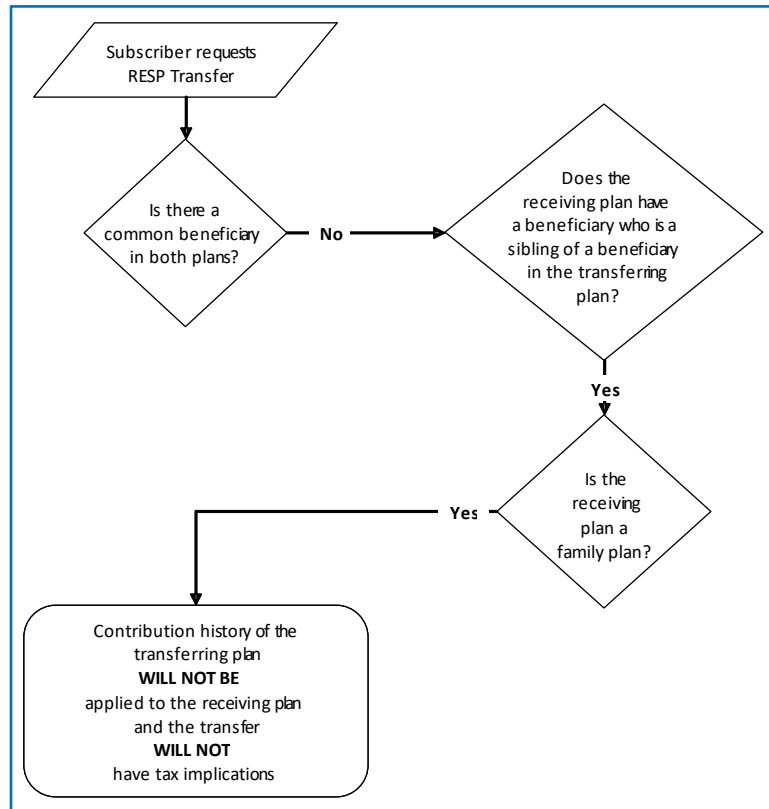 Subscriber requests
RESP Transfer
Is there a
common beneficiary
in both plans?
No
Does the
receiving plan have
a beneficiary who is a
sibling of a beneficiary
in the transferring
plan?
Yes
Is the
receiving
plan a
family plan?
Yes
Contribution history of the
transferring plan
WILL NOT BE
applied to the receiving plan
and the transfer
WILL NOT
have tax implications